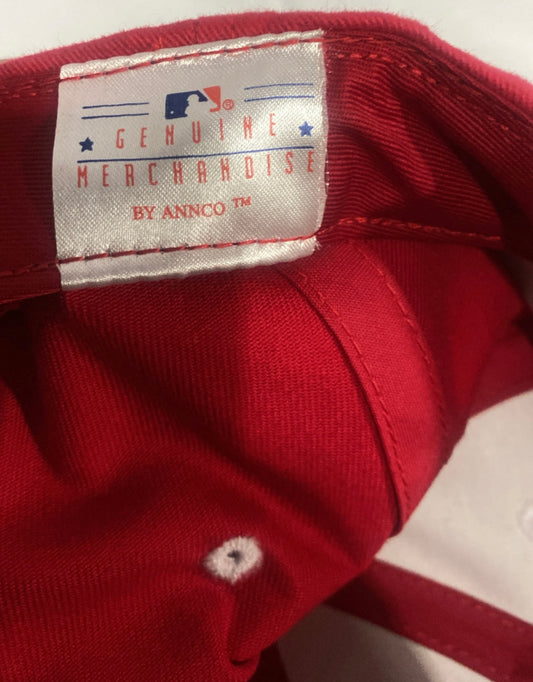 ®
GENUINE
MERCHANDISE
BY ANNCO ™